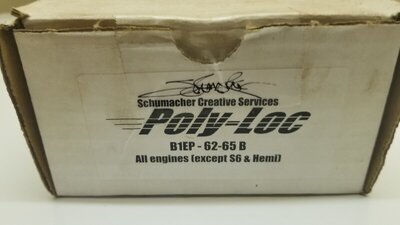 Schumacher Creative Services
Poly-Loc
B1EP - 62-65 B
All engines (except S6 & Hemi)